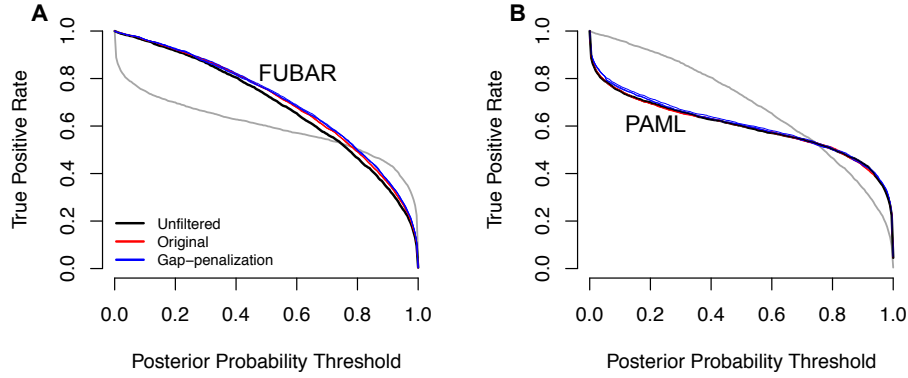 A
True Positive Rate
1.0
0.8
0.6
0.4
0.2
0.0
FUBAR
Unfiltered
Original
Gap−penalization
0.0 0.2 0.4 0.6 0.8 1.0
Posterior Probability Threshold
B
True Positive Rate
1.0
0.8
0.6
0.4
0.2
0.0
PAML
0.0 0.2 0.4 0.6 0.8 1.0
Posterior Probability Threshold